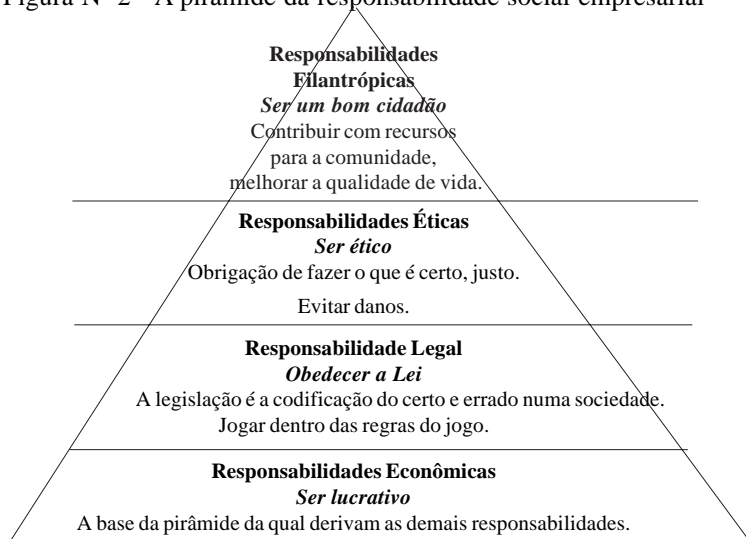 Figura Nº 2 - A pirâmide da responsabilidade social empresarial
Responsabilidades
Filantrópicas
Ser um bom cidadão
Contribuir com recursos
para a comunidade,
melhorar a qualidade de vida.
Responsabilidades Éticas
Ser ético
Obrigação de fazer o que é certo, justo.
Evitar danos.
Responsabilidade Legal
Obedecer a Lei
A legislação é a codificação do certo e errado numa sociedade.
Jogar dentro das regras do jogo.
Responsabilidades Econômicas
Ser lucrativo
A base da pirâmide da qual derivam as demais responsabilidades.